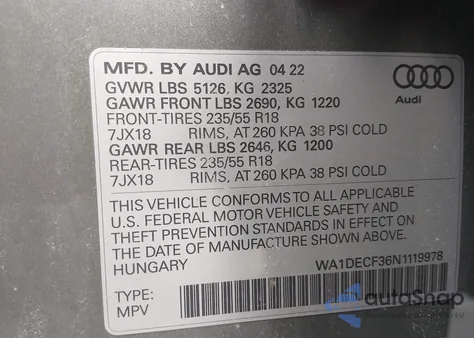 MFD. BY AUDI AG 04 22
GVWR LBS 5126, KG 2325
GAWR FRONT LBS 2690, KG 1220
FRONT-TIRES 235/55 R18
7JX18 RIMS, AT 260 KPA 38 PSI COLD
GAWR REAR LBS 2646, KG 1200
REAR-TIRES 235/55 R18
7JX18 RIMS, AT 260 KPA 38 PSI COLD
Audi
THIS VEHICLE CONFORMS TO ALL APPLICABLE
U.S. FEDERAL MOTOR VEHICLE SAFETY AND
THEFT PREVENTION STANDARDS IN EFFECT ON
THE DATE OF MANUFACTURE SHOWN ABOVE.
HUNGARY WA1DECF36N1119978
TYPE:
MPV
autoSnap